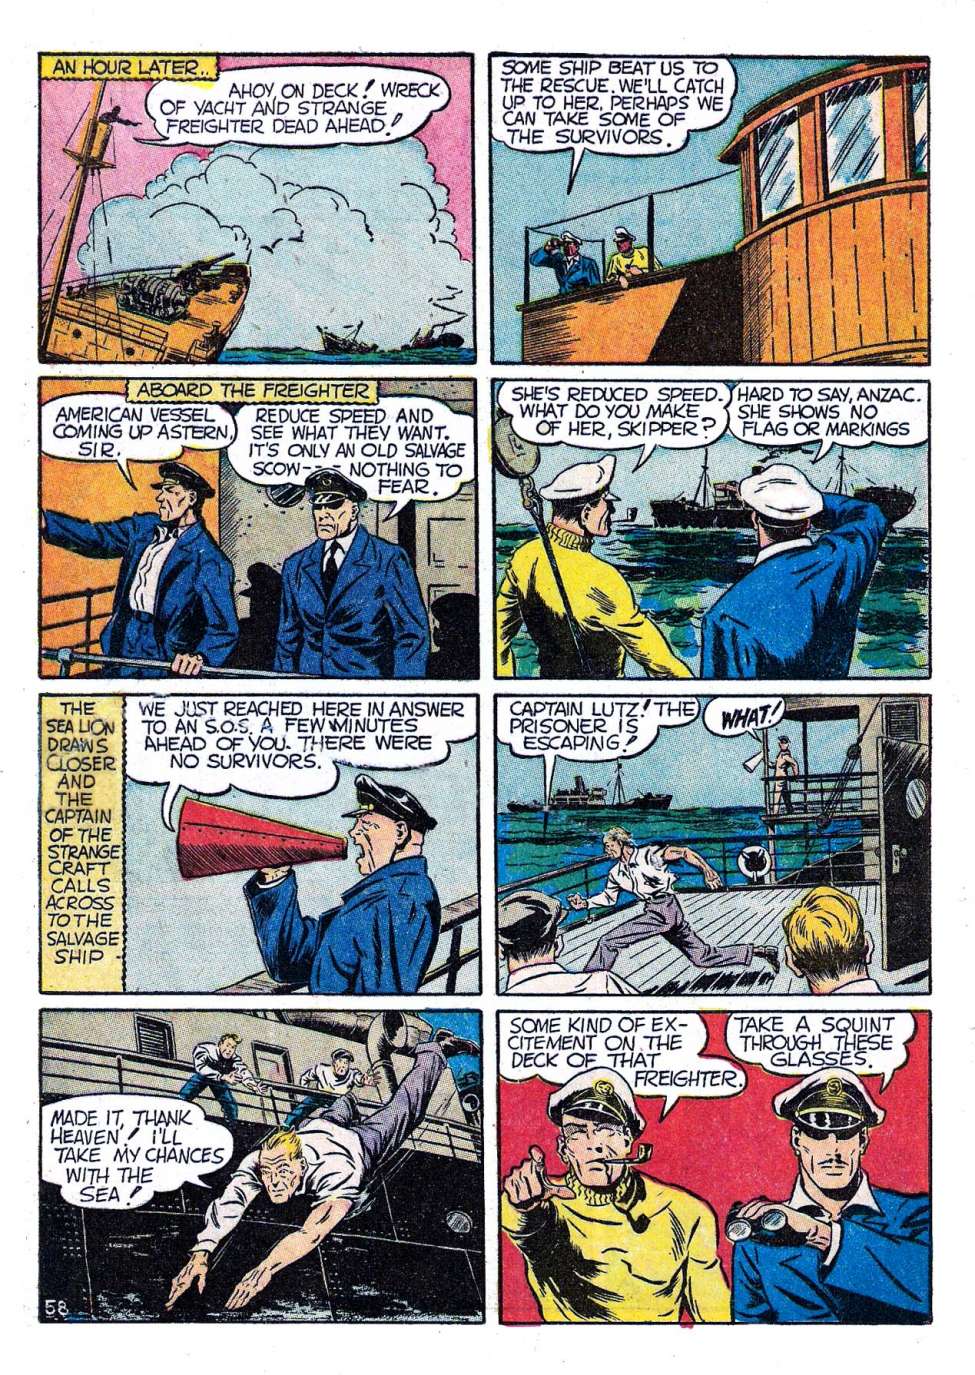 AN HOUR LATER..
AHOY, ON DECK! WRECK
OF YACHT AND STRANGE
FREIGHTER DEAD AHEAD!
SOME SHIP BEAT US TO
THE RESCUE. WE'LL CATCH
UP TO HER, PERHAPS WE
CAN TAKE SOME OF
THE SURVIVORS.
ABOARD THE FREIGHTER
AMERICAN VESSEL
COMING UP ASTERN,
SIR.
REDUCE SPEED AND
SEE WHAT THEY WANT.
IT'S ONLY AN OLD SALVAGE
SCOW---- NOTHING TO
FEAR.
SHE'S REDUCED SPEED.
WHAT DO YOU MAKE
OF HER, SKIPPER?
HARD TO SAY, ANZAC.
SHE SHOWS NO
FLAG OR MARKINGS
THE
SEA LION
DRAWS
CLOSER
AND
THE
CAPTAIN
OF THE
STRANGE
CRAFT
CALLS
ACROSS
TO THE
SALVAGE
SHIP.
WE JUST REACHED HERE IN ANSWER
TO AN S.O.S. A FEW MINUTES
AHEAD OF YOU. THERE WERE
NO SURVIVORS.
CAPTAIN LUTZ! THE
PRISONER IS
ESCAPING!
WHAT!
MADE IT, THANK
HEAVEN! I'LL
TAKE MY CHANCES
WITH THE
SEA!
58
SOME KIND OF EX-
CITEMENT ON THE
DECK OF THAT
FREIGHTER.
TAKE A SQUINT
THROUGH THESE
GLASSES.